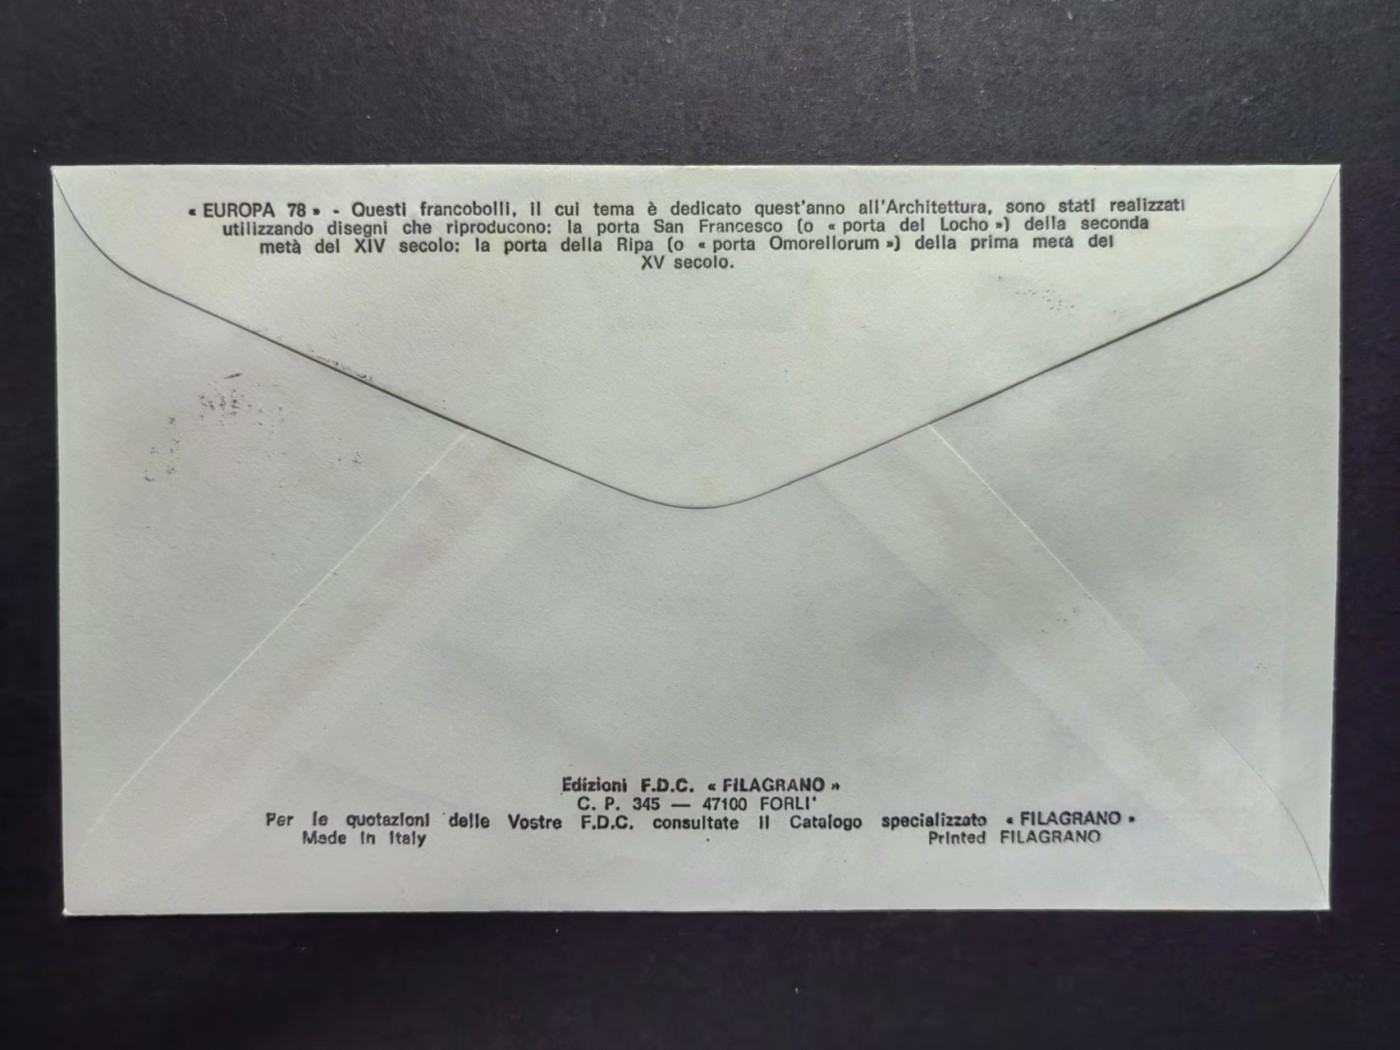 « EUROPA 78 » - Questi francobolli, il cui tema è dedicato quest'anno all'Architettura, sono stati realizzati
utilizzando disegni che riproducono: la porta San Francesco (o « porta del Locho ») della seconda
metà del XIV secolo: la porta della Ripa (o « porta Omorellorum ») della prima metà del
XV secolo.
Edizioni F.D.C. « FILAGRANO »
C. P. 345 — 47100 FORLI'
Per le quotazioni delle Vostre F.D.C. consultate il Catalogo specializzato « FILAGRANO »
Made in Italy Printed FILAGRANO